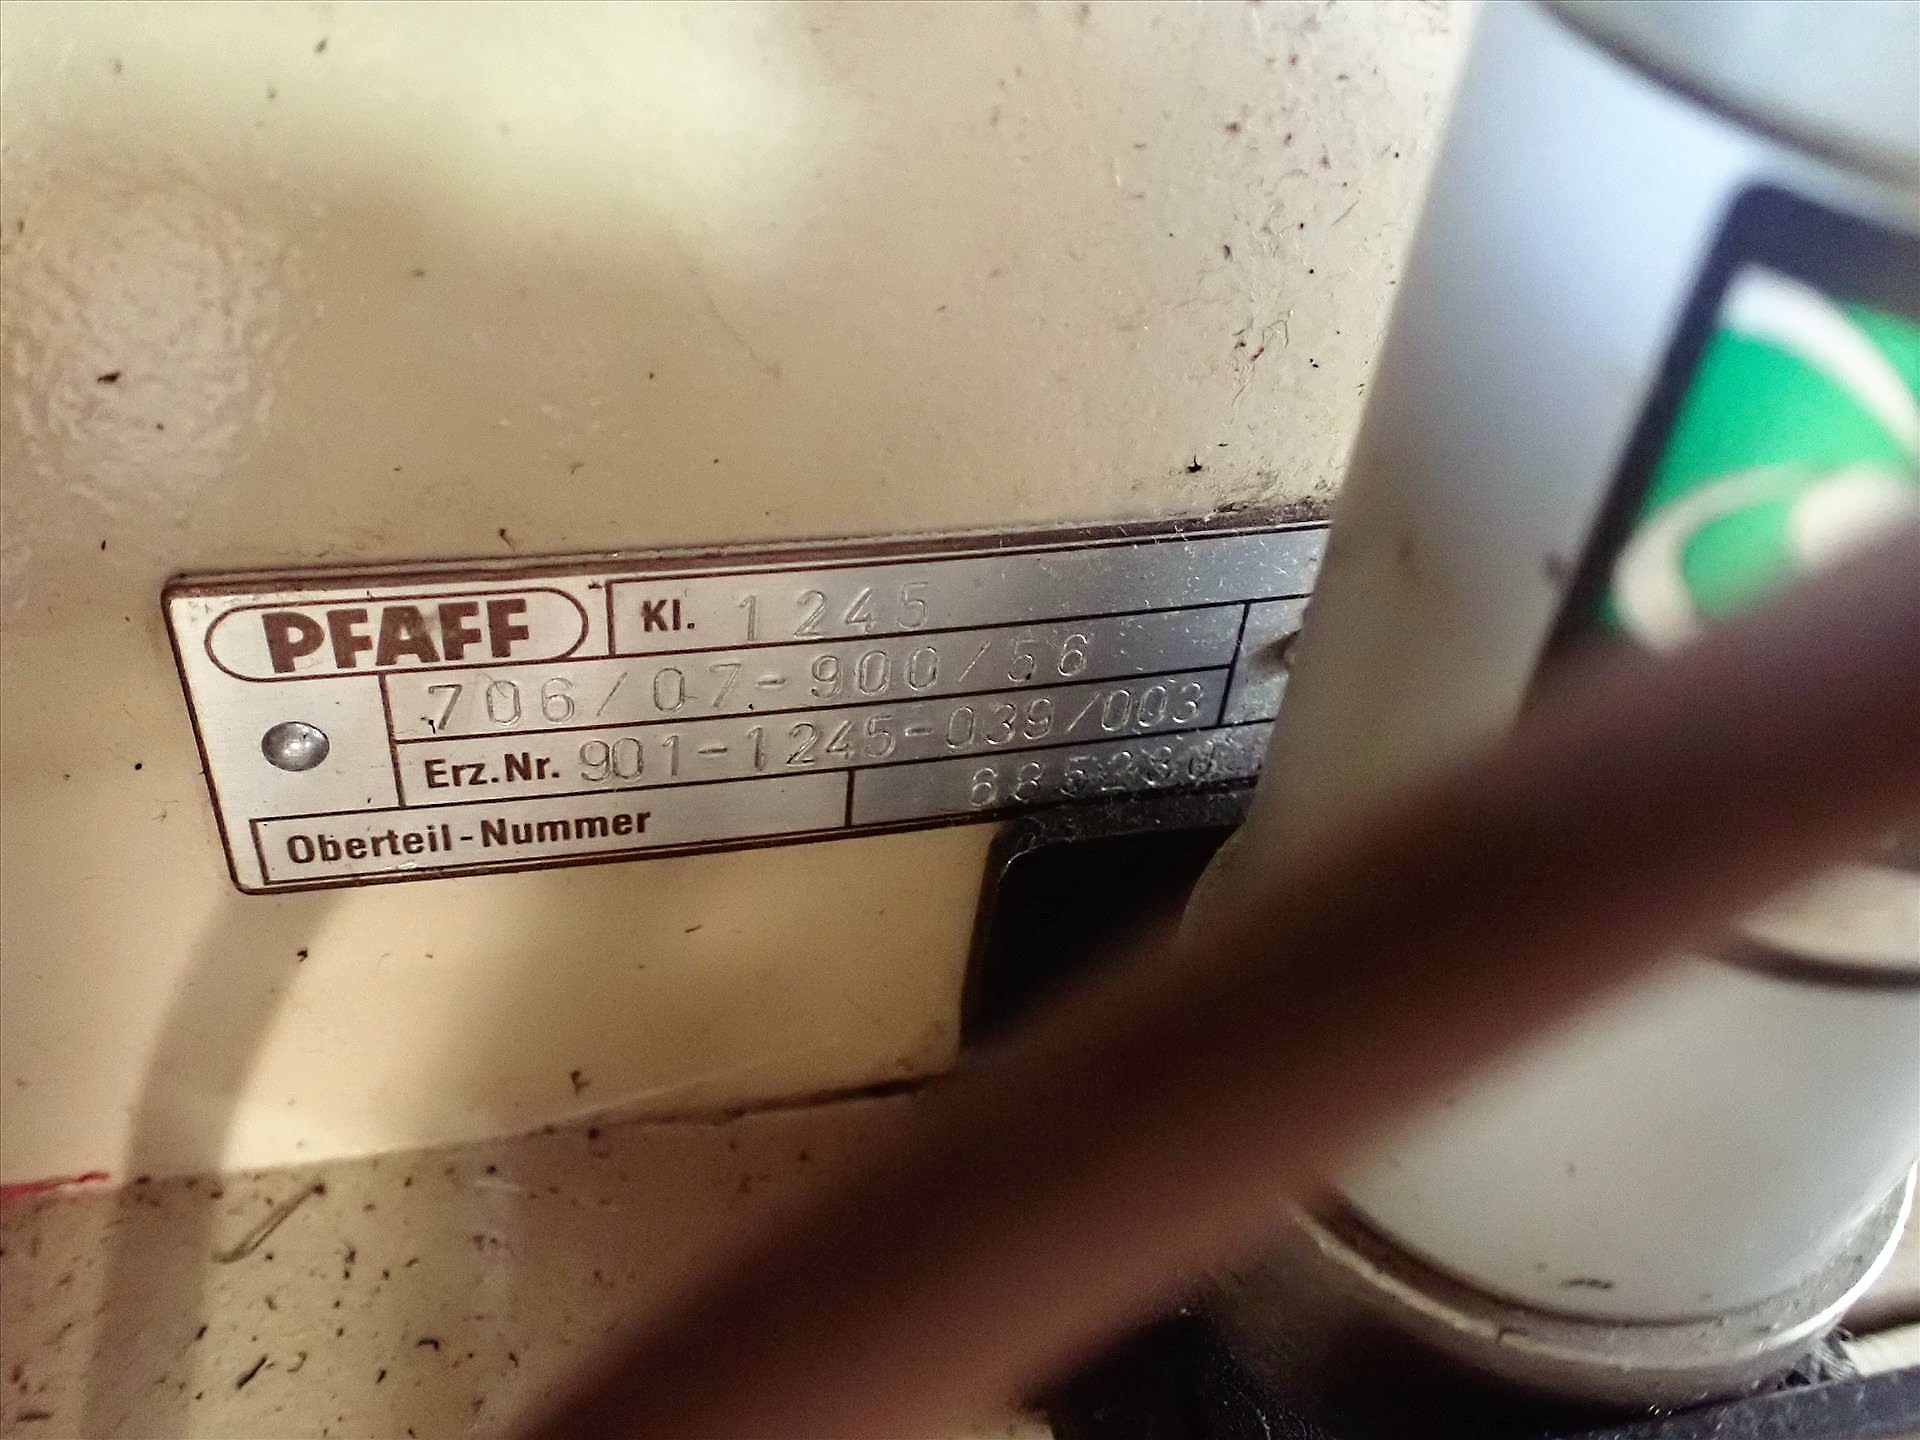 PFAFF Kl. 1245
706/07-900/56
Erz.Nr. 901-1245-039/003
Oberteil-Nummer